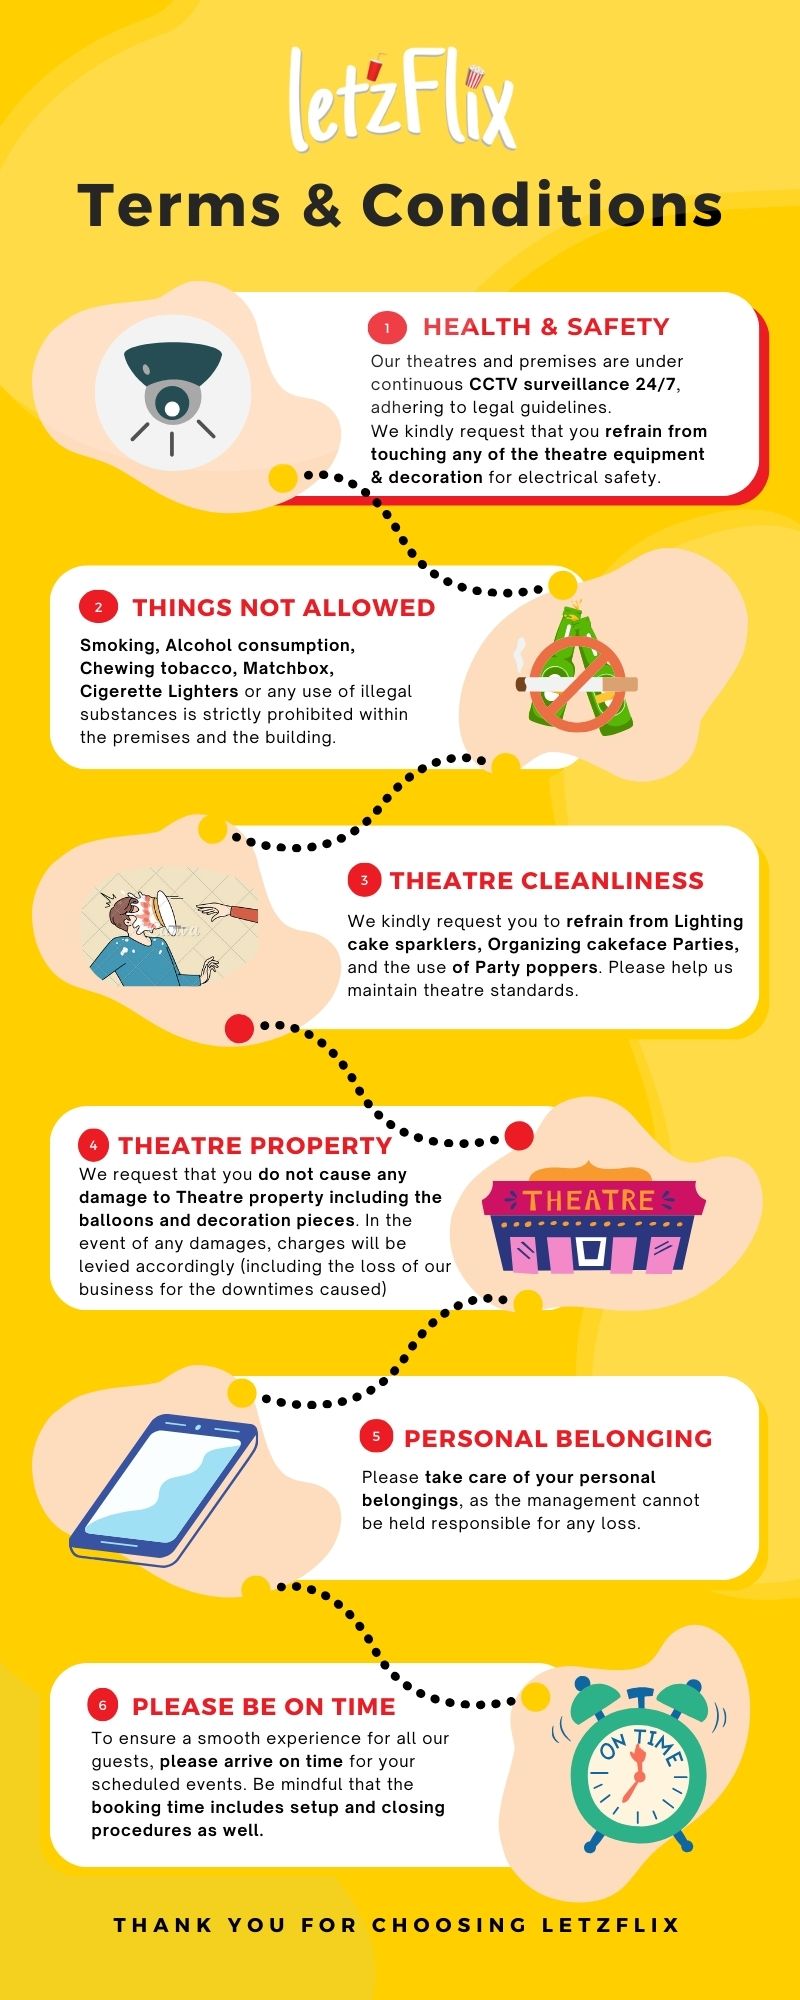 letzFlix
Terms & Conditions
1 HEALTH & SAFETY
Our theatres and premises are under
continuous CCTV surveillance 24/7,
adhering to legal guidelines.
We kindly request that you refrain from
touching any of the theatre equipment
& decoration for electrical safety.
2 THINGS NOT ALLOWED
Smoking, Alcohol consumption,
Chewing tobacco, Matchbox,
Cigerette Lighters or any use of illegal
substances is strictly prohibited within
the premises and the building.
3 THEATRE CLEANLINESS
We kindly request you to refrain from Lighting
cake sparklers, Organizing cakeface Parties,
and the use of Party poppers. Please help us
maintain theatre standards.
4 THEATRE PROPERTY
We request that you do not cause any
damage to Theatre property including the
balloons and decoration pieces. In the
event of any damages, charges will be
levied accordingly (including the loss of our
business for the downtimes caused)
THEATRE
5 PERSONAL BELONGING
Please take care of your personal
belongings, as the management cannot
be held responsible for any loss.
6 PLEASE BE ON TIME
To ensure a smooth experience for all our
guests, please arrive on time for your
scheduled events. Be mindful that the
booking time includes setup and closing
procedures as well.
ON TIME
THANK YOU FOR CHOOSING LETZFLIX